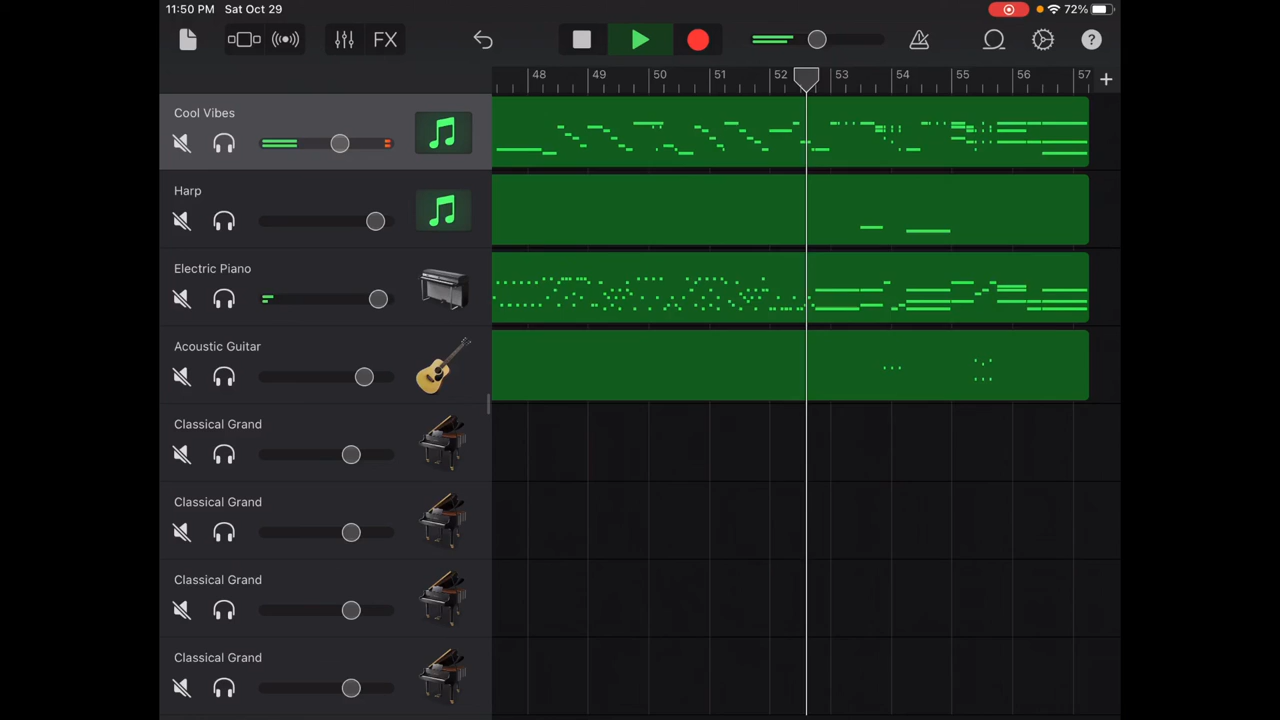 11:50 PM Sat Oct 29 72%
FX ?
48 49 50 51 52 53 54 55 56 57 +
Cool Vibes
Harp
Electric Piano
Acoustic Guitar
Classical Grand
Classical Grand
Classical Grand
Classical Grand